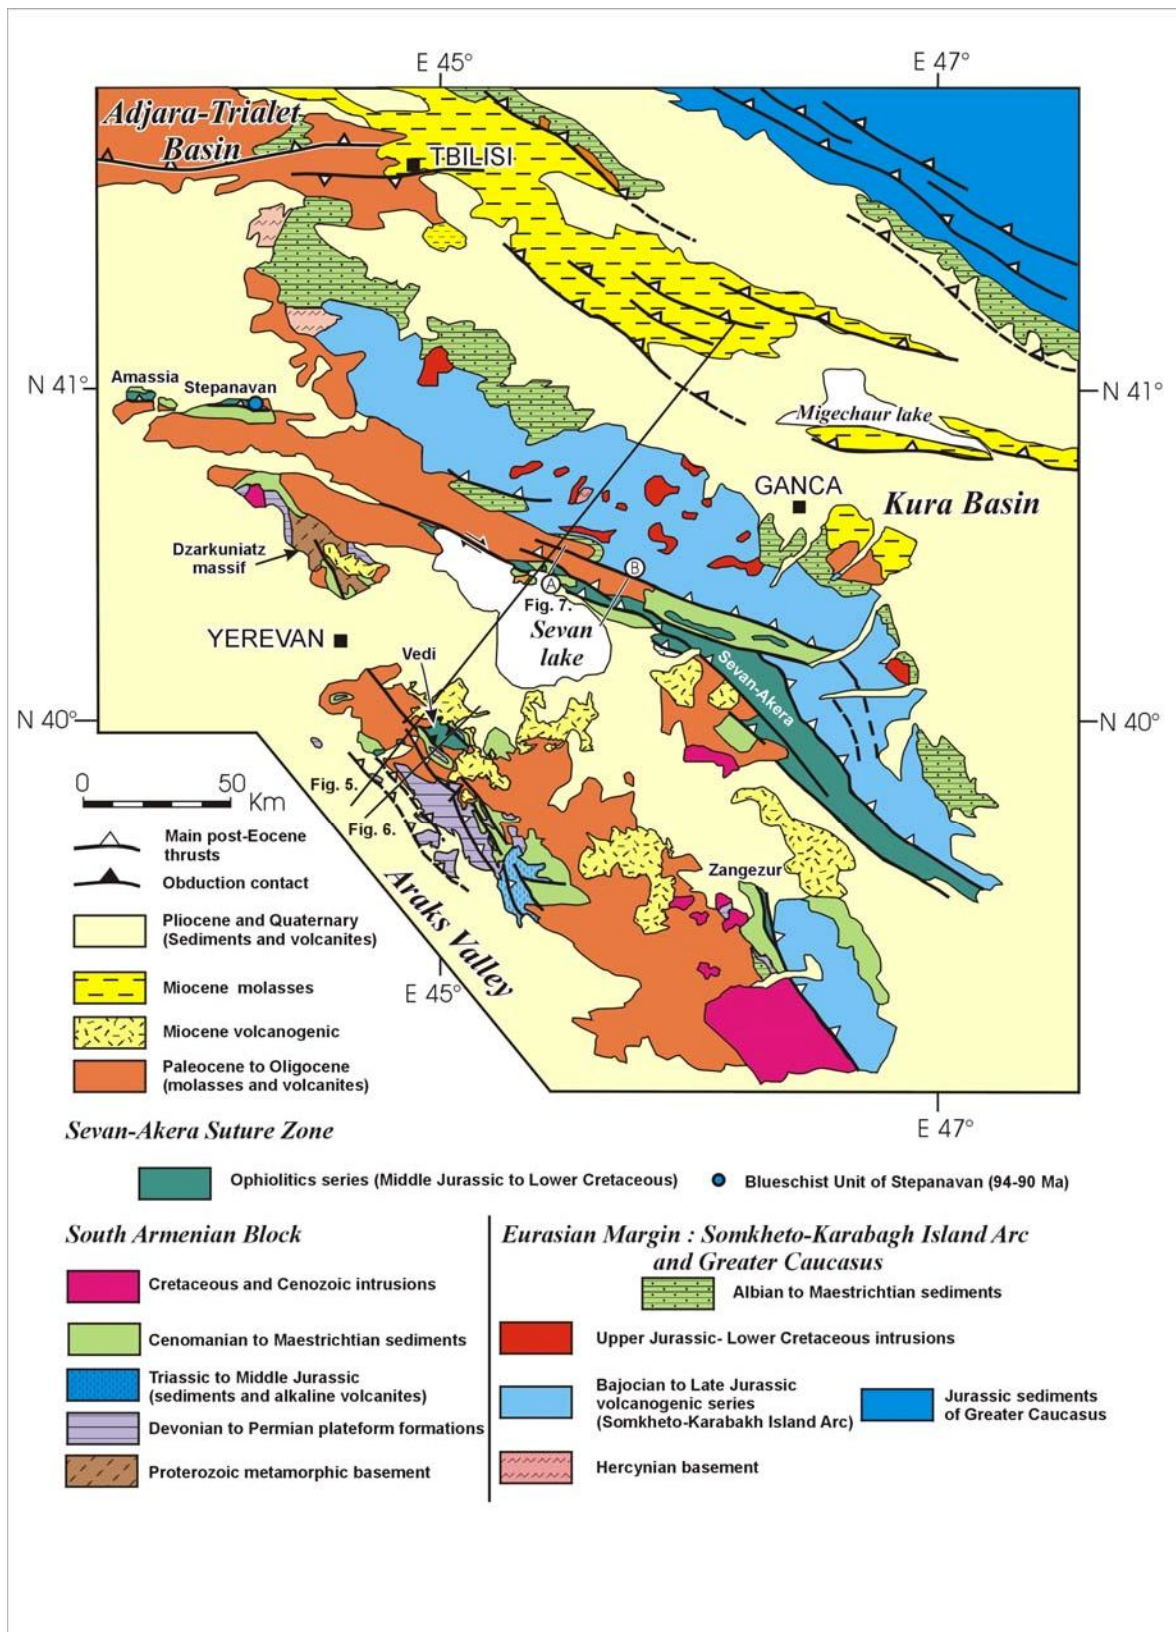 E 45°
E 47°
Adjara-Trialet
Basin
TBILISI
N 41°
N 41°
Amassia
Stepanavan
Migechaur lake
GANCA
Kura Basin
Dzarkuniatz
massif
A
B
Fig. 7.
Sevan
lake
YEREVAN
Vedi
Sevan-Akera
N 40°
N 40°
0
50
Km
Fig. 5.
Fig. 6.
Zangezur
Araks Valley
E 45°
E 47°
Main post-Eocene
thrusts
Obduction contact
Pliocene and Quaternary
(Sediments and volcanites)
Miocene molasses
Miocene volcanogenic
Paleocene to Oligocene
(molasses and volcanites)
Sevan-Akera Suture Zone
Ophiolitics series (Middle Jurassic to Lower Cretaceous)
Blueschist Unit of Stepanavan (94-90 Ma)
South Armenian Block
Cretaceous and Cenozoic intrusions
Cenomanian to Maestrichtian sediments
Triassic to Middle Jurassic
(sediments and alkaline volcanites)
Devonian to Permian plateform formations
Proterozoic metamorphic basement
Eurasian Margin : Somkheto-Karabagh Island Arc
and Greater Caucasus
Albian to Maestrichtian sediments
Upper Jurassic- Lower Cretaceous intrusions
Bajocian to Late Jurassic
volcanogenic series
(Somkheto-Karabakh Island Arc)
Jurassic sediments
of Greater Caucasus
Hercynian basement